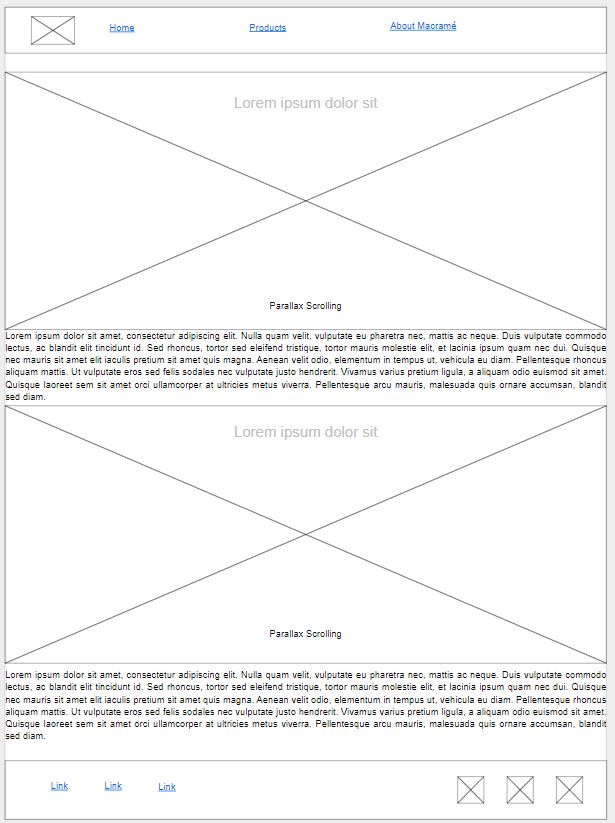 Home Products About Macramé
Lorem ipsum dolor sit
Parallax Scrolling
Lorem ipsum dolor sit amet, consectetur adipiscing elit. Nulla quam velit, vulputate eu pharetra nec, mattis ac neque. Duis vulputate commodo
lectus, ac blandit elit tincidunt id. Sed rhoncus, tortor sed eleifend tristique, tortor mauris molestie elit, et lacinia ipsum quam nec dui. Quisque
nec mauris sit amet elit iaculis pretium sit amet quis magna. Aenean velit odio, elementum in tempus ut, vehicula eu diam. Pellentesque rhoncus
aliquam mattis. Ut vulputate eros sed felis sodales nec vulputate justo hendrerit. Vivamus varius pretium ligula, a aliquam odio euismod sit amet.
Quisque laoreet sem sit amet orci ullamcorper at ultricies metus viverra. Pellentesque arcu mauris, malesuada quis ornare accumsan, blandit
sed diam.
Lorem ipsum dolor sit
Parallax Scrolling
Lorem ipsum dolor sit amet, consectetur adipiscing elit. Nulla quam velit, vulputate eu pharetra nec, mattis ac neque. Duis vulputate commodo
lectus, ac blandit elit tincidunt id. Sed rhoncus, tortor sed eleifend tristique, tortor mauris molestie elit, et lacinia ipsum quam nec dui. Quisque
nec mauris sit amet elit iaculis pretium sit amet quis magna. Aenean velit odio, elementum in tempus ut, vehicula eu diam. Pellentesque rhoncus
aliquam mattis. Ut vulputate eros sed felis sodales nec vulputate justo hendrerit. Vivamus varius pretium ligula, a aliquam odio euismod sit amet.
Quisque laoreet sem sit amet orci ullamcorper at ultricies metus viverra. Pellentesque arcu mauris, malesuada quis ornare accumsan, blandit
sed diam.
Link Link Link